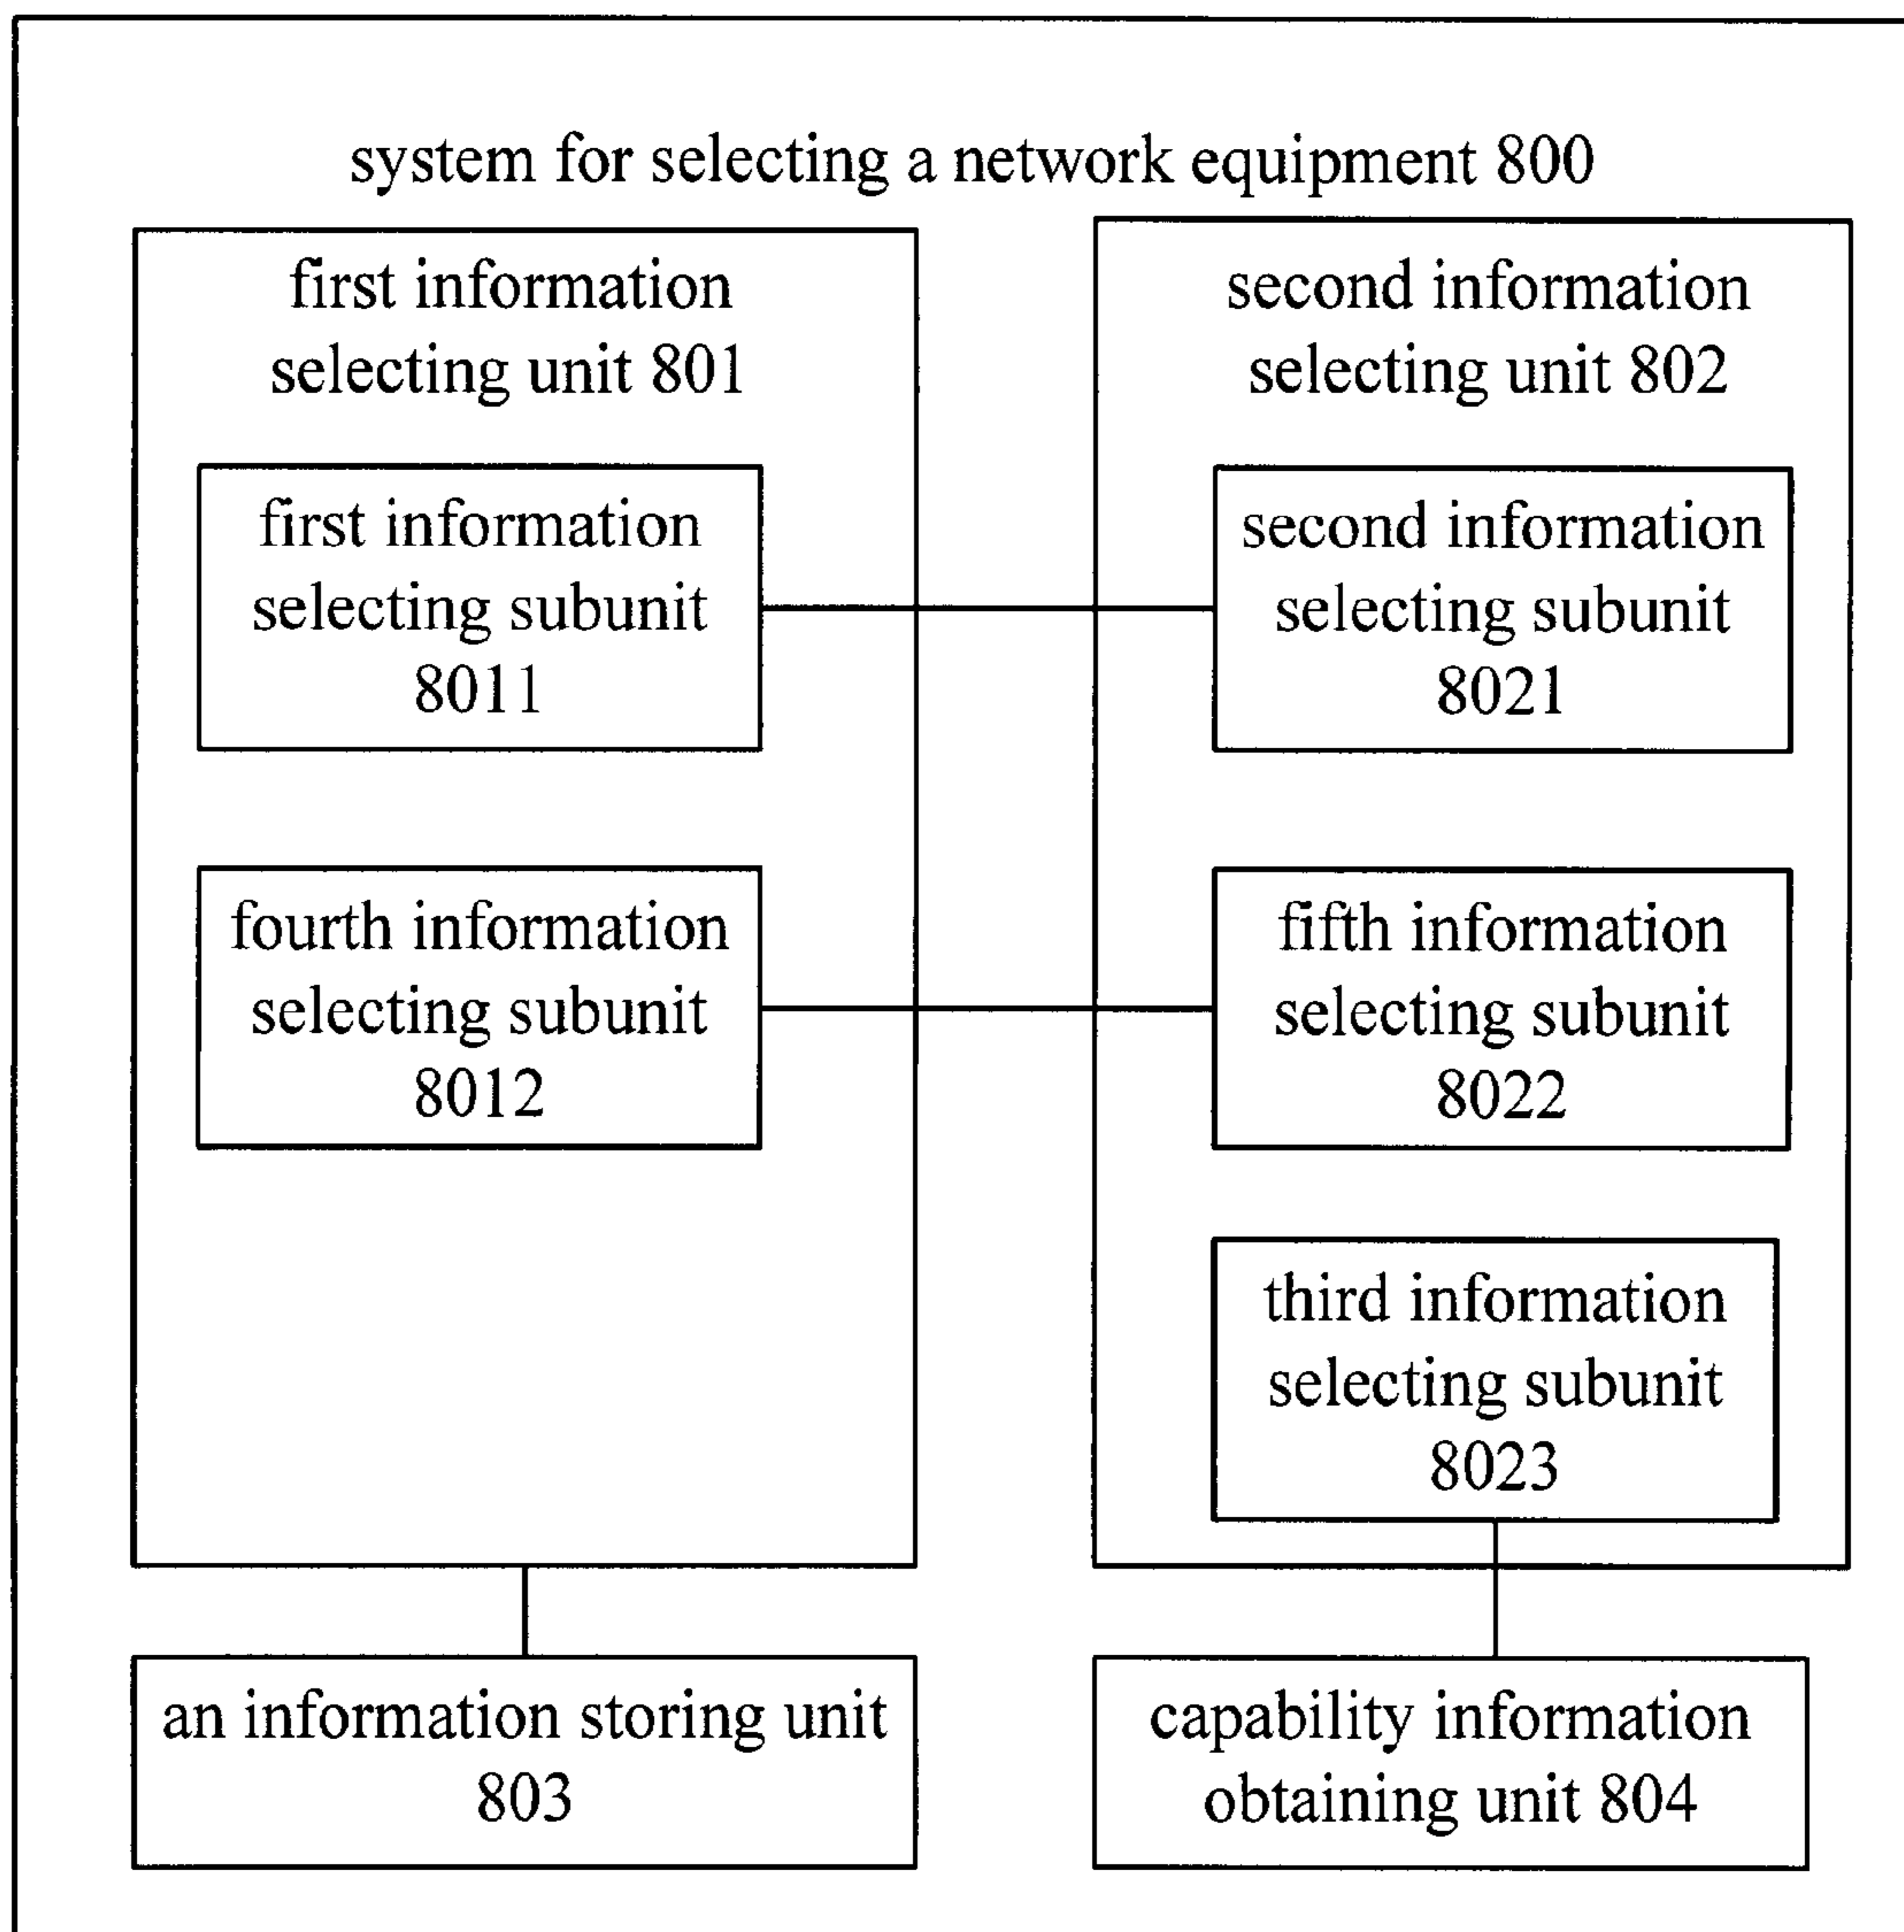 system for selecting a network equipment 800
first information
selecting unit 801
first information
selecting subunit
8011
fourth information
selecting subunit
8012
second information
selecting unit 802
second information
selecting subunit
8021
fifth information
selecting subunit
8022
third information
selecting subunit
8023
an information storing unit
803
capability information
obtaining unit 804